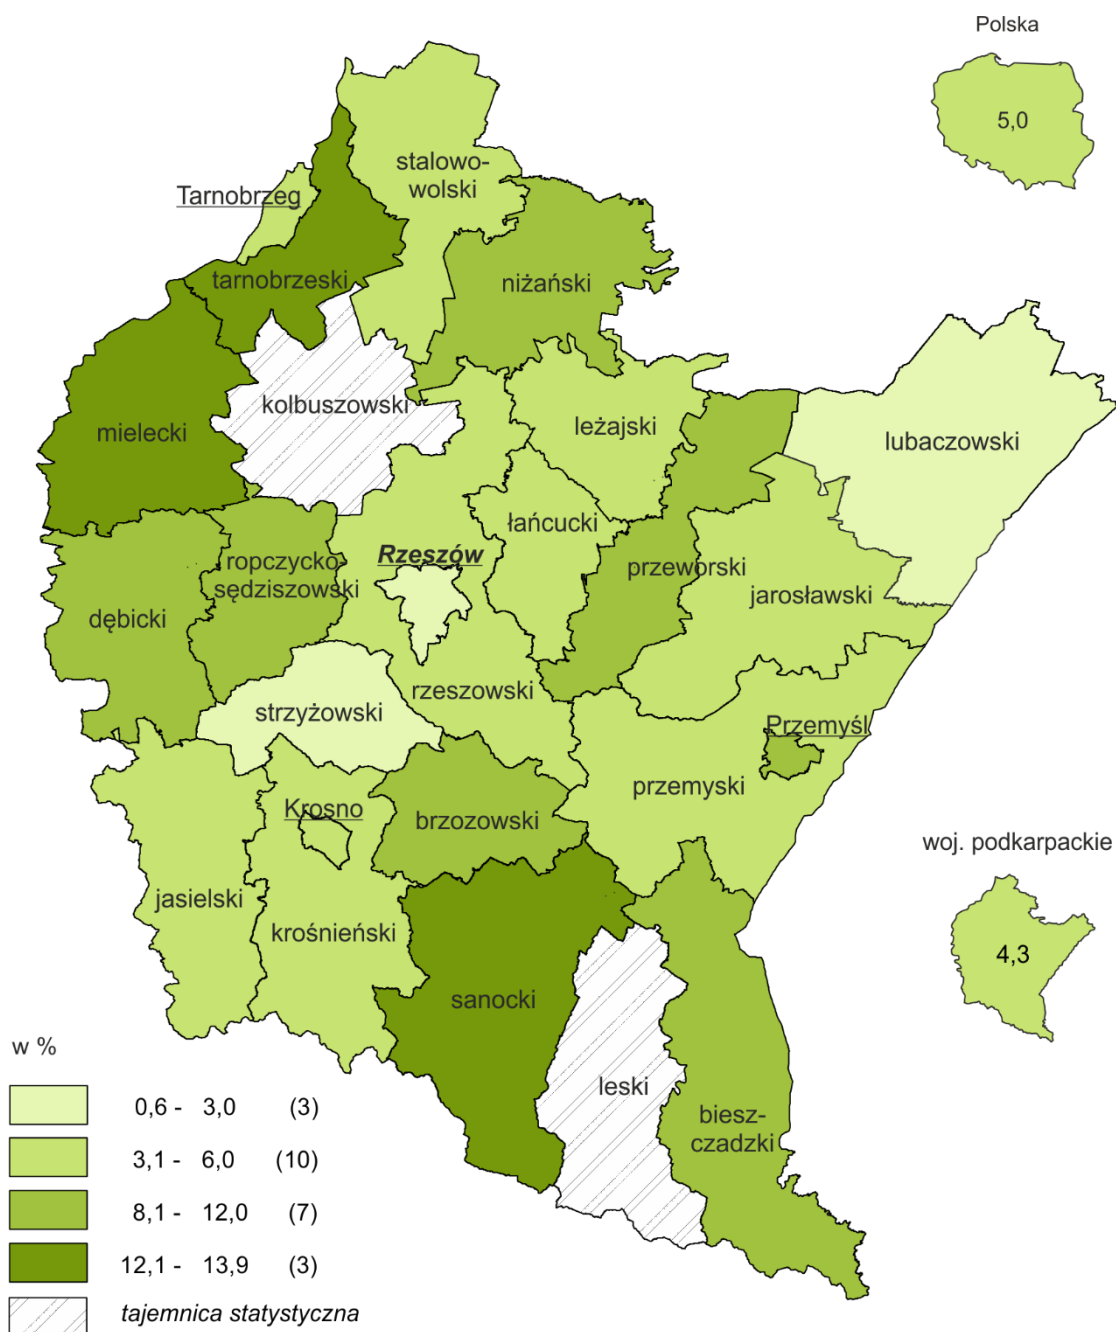 Polska
5,0
stalowo-
wolski
Tarnobrzeg
tarnobrzeski
niżański
kolbuszowski
mielecki
leżajski
lubaczowski
łańcucki
Rzeszów
ropczycko-
sędziszowski
przeworski
jarosławski
dębicki
rzeszowski
strzyżowski
Przemyśl
przemyski
Krosno
brzozowski
woj. podkarpackie
4,3
jasielski
krośnieński
sanocki
leski
biesz-
czadzki
w %
0,6 - 3,0 (3)
3,1 - 6,0 (10)
8,1 - 12,0 (7)
12,1 - 13,9 (3)
tajemnica statystyczna